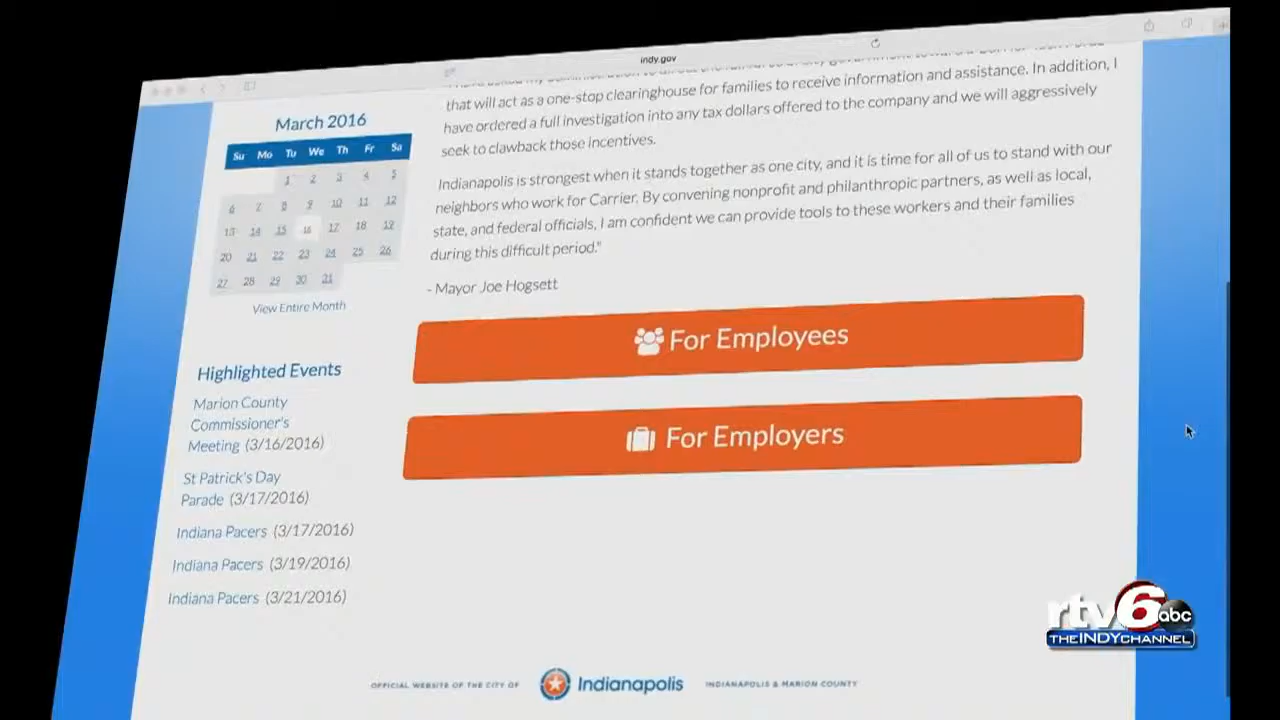 indy.gov
that will act as a one-stop clearinghouse for families to receive information and assistance. In addition, I
have ordered a full investigation into any tax dollars offered to the company and we will aggressively
seek to clawback those incentives.
Indianapolis is strongest when it stands together as one city, and it is time for all of us to stand with our
neighbors who work for Carrier. By convening nonprofit and philanthropic partners, as well as local,
state, and federal officials, I am confident we can provide tools to these workers and their families
during this difficult period."
- Mayor Joe Hogsett
March 2016
Su Mo Tu We Th Fr Sa
1 2 3 4 5
6 7 8 9 10 11 12
13 14 15 16 17 18 19
20 21 22 23 24 25 26
27 28 29 30 31
View Entire Month
Highlighted Events
Marion County
Commissioner's
Meeting (3/16/2016)
St Patrick's Day
Parade (3/17/2016)
Indiana Pacers (3/17/2016)
Indiana Pacers (3/19/2016)
Indiana Pacers (3/21/2016)
For Employees
For Employers
OFFICIAL WEBSITE OF THE CITY OF
Indianapolis
INDIANAPOLIS & MARION COUNTY
rtv6 abc
THEINDYCHANNEL